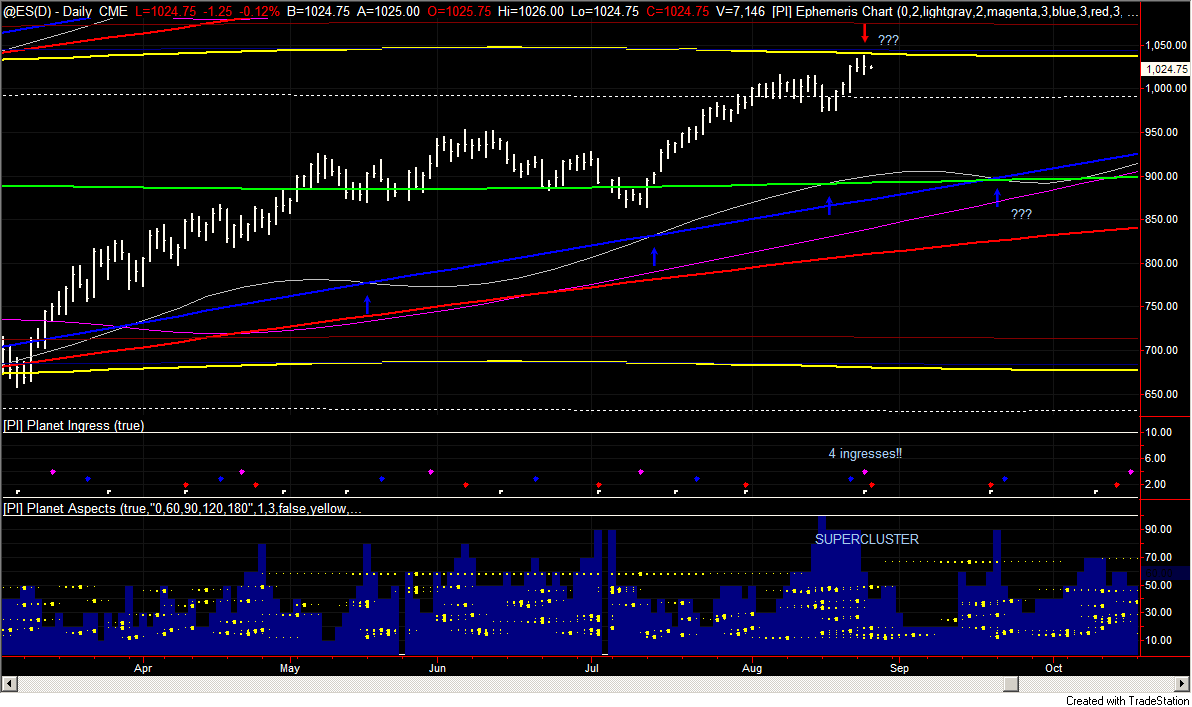 @ES(D) - Daily CME L=1024.75 -1.25 -0.12% B=1024.75 A=1025.00 O=1025.75 Hi=1026.00 Lo=1024.75 C=1024.75 V=7,146 [PI] Ephemeris Chart (0,2,lightgray,2,magenta,3,blue,3,red,3, ...
???
1,050.00
1,024.75
1,000.00
950.00
900.00
???
850.00
800.00
750.00
700.00
650.00
[PI] Planet Ingress (true)
10.00
4 ingresses!!
6.00
2.00
[PI] Planet Aspects (true,"0,60,90,120,180",1,3,false,yellow,...
90.00
SUPERCLUSTER
70.00
50.00
30.00
10.00
Apr May Jun Jul Aug Sep Oct
Created with TradeStation